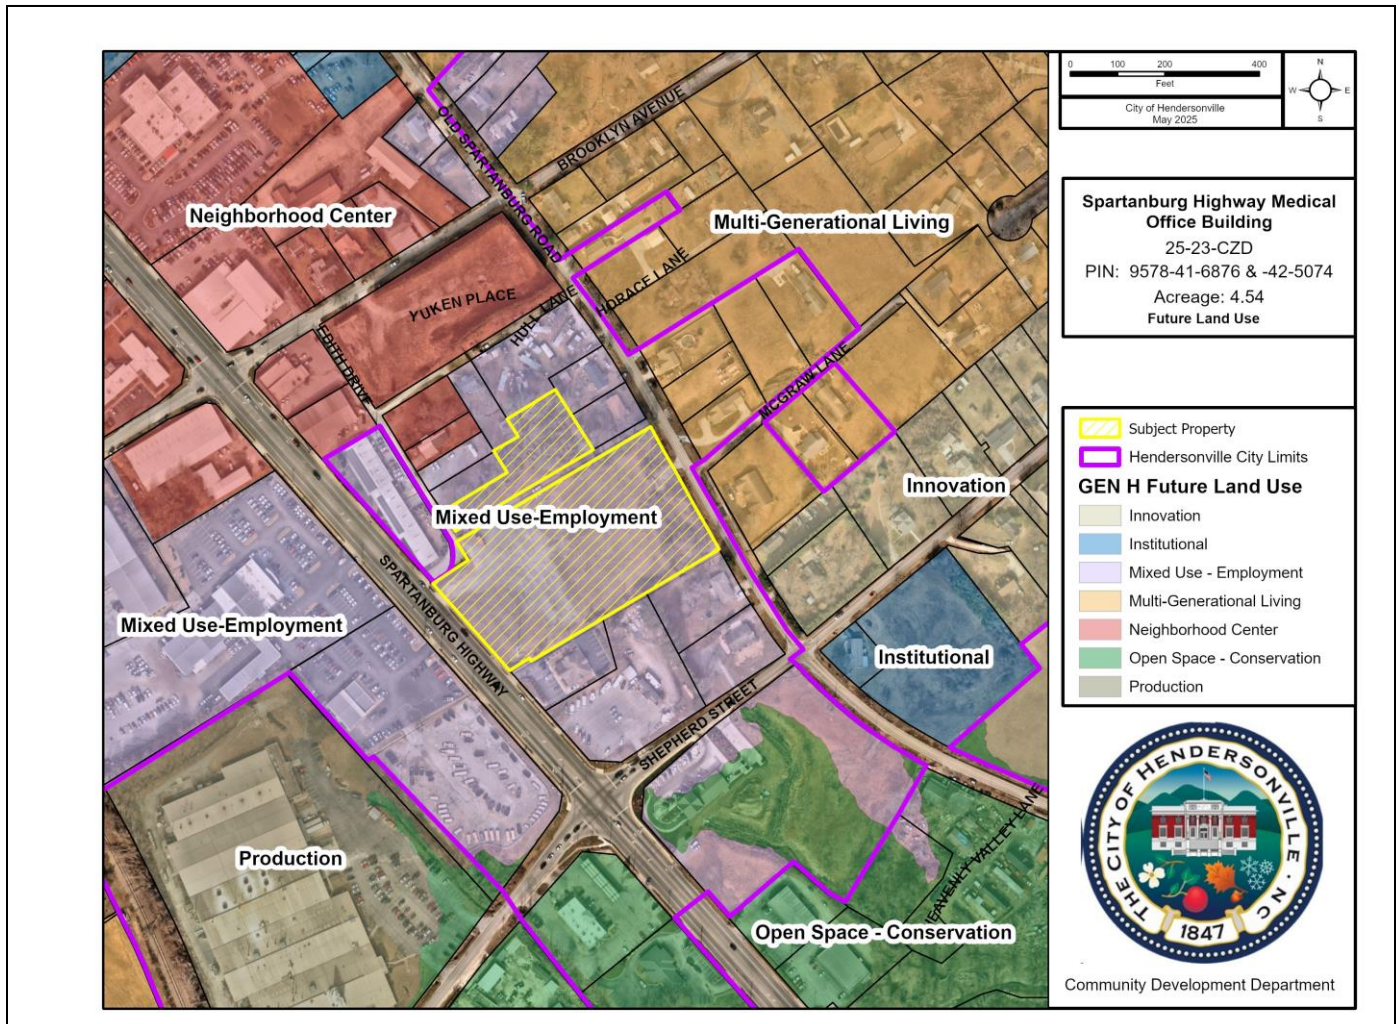 0 100 200 400
Feet
N
W E
S
City of Hendersonville
May 2025
Spartanburg Highway Medical
Office Building
25-23-CZD
PIN: 9578-41-6876 & -42-5074
Acreage: 4.54
Future Land Use
Subject Property
Hendersonville City Limits
GEN H Future Land Use
Innovation
Institutional
Mixed Use - Employment
Multi-Generational Living
Neighborhood Center
Open Space - Conservation
Production
THE CITY OF HENDERSONVILLE · NC
1847
Community Development Department
OLD SPARTANBURG ROAD
BROOKLYN AVENUE
Neighborhood Center
Multi-Generational Living
YUKEN PLACE
HULL LANE
HORACE LANE
EDITH DRIVE
MCGRAW LANE
Innovation
Mixed Use-Employment
SPARTANBURG HIGHWAY
Mixed Use-Employment
Institutional
SHEPHERD STREET
Production
HEAVENLY VALLEY LANE
Open Space - Conservation